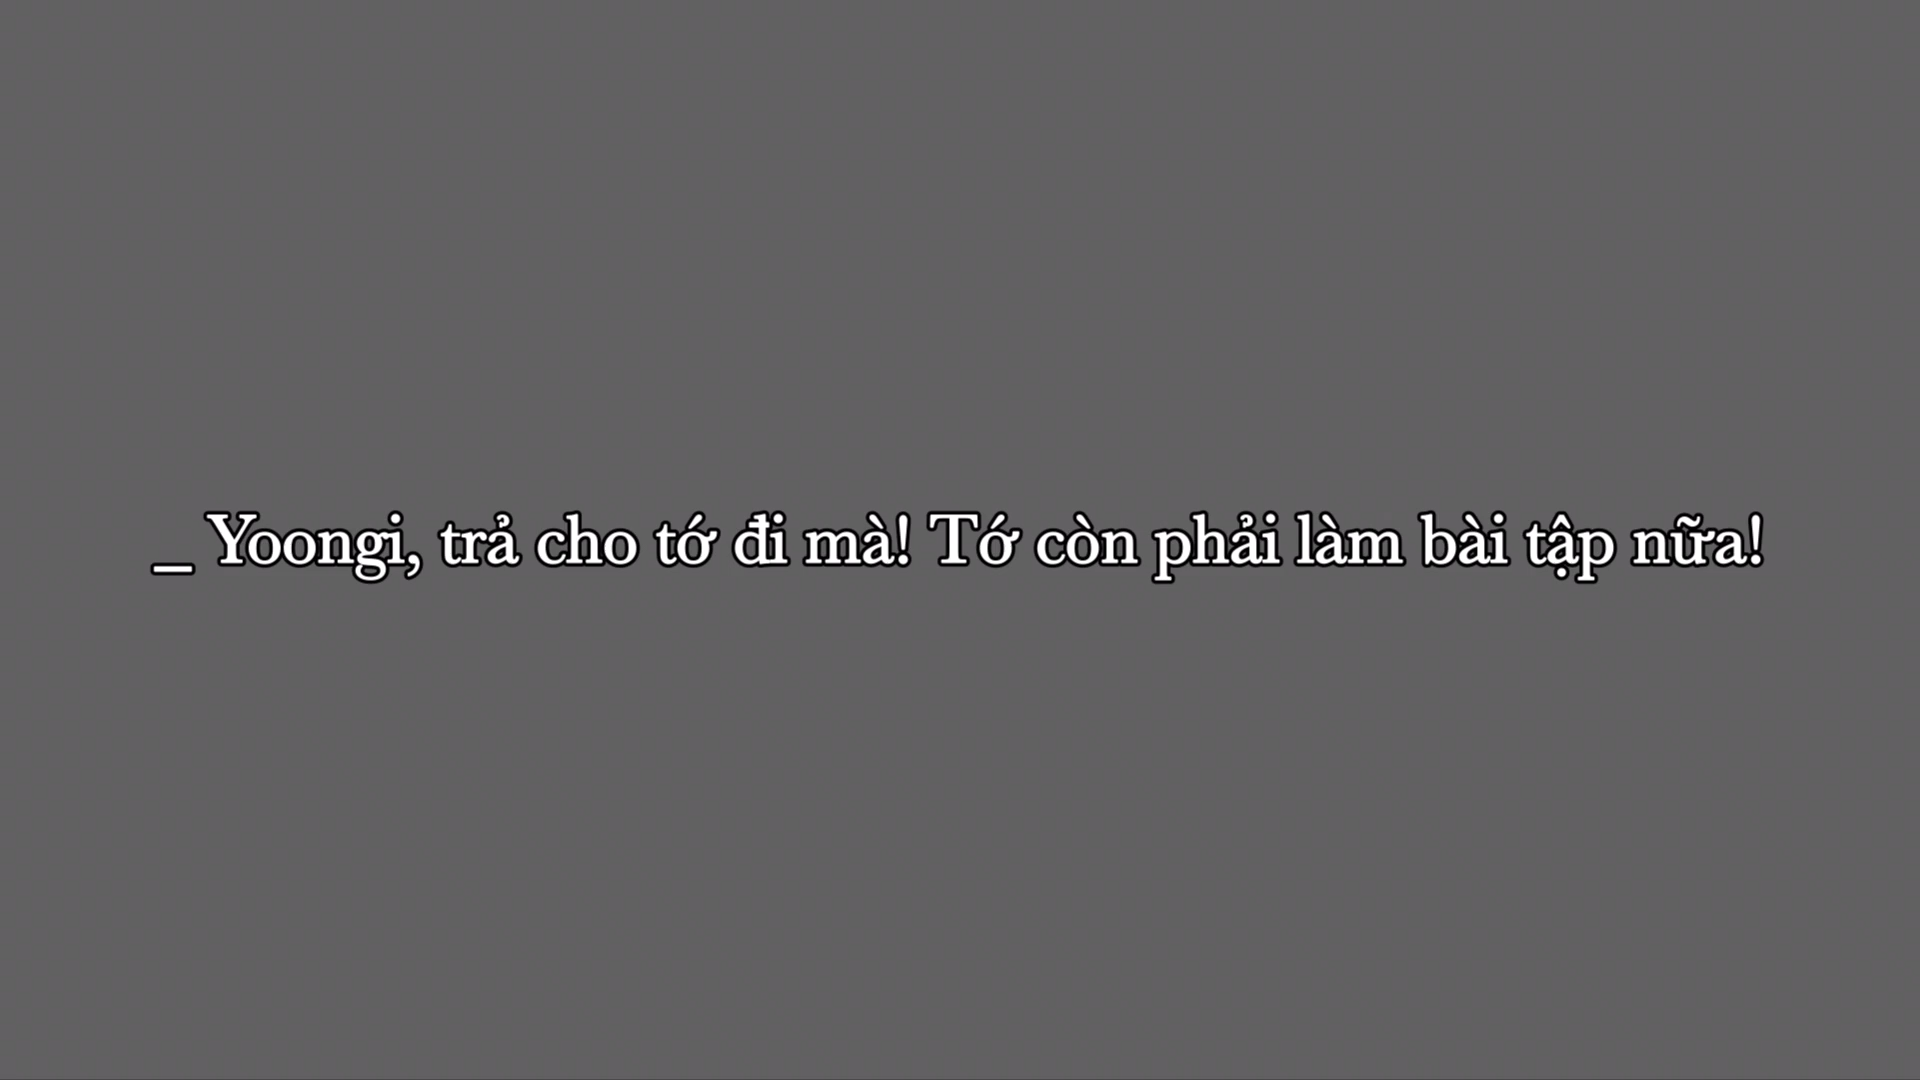 _ Yoongi, trả cho tớ đi mà! Tớ còn phải làm bài tập nữa!